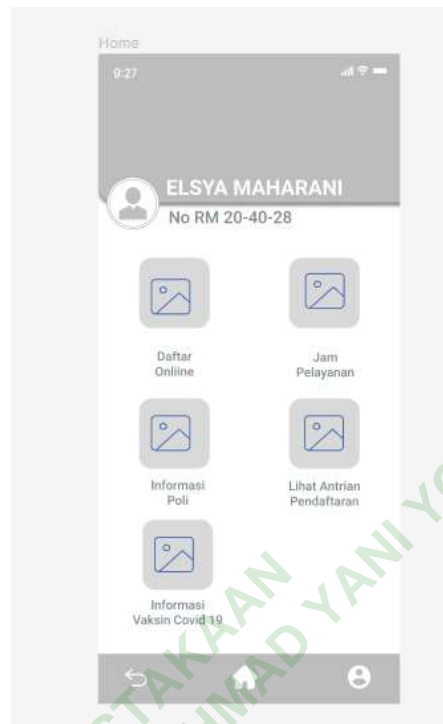 Home
9:27
ELSYA MAHARANI
No RM 20-40-28
Daftar
Onliine
Jam
Pelayanan
Informasi
Poli
Lihat Antrian
Pendaftaran
Informasi
Vaksin Covid 19